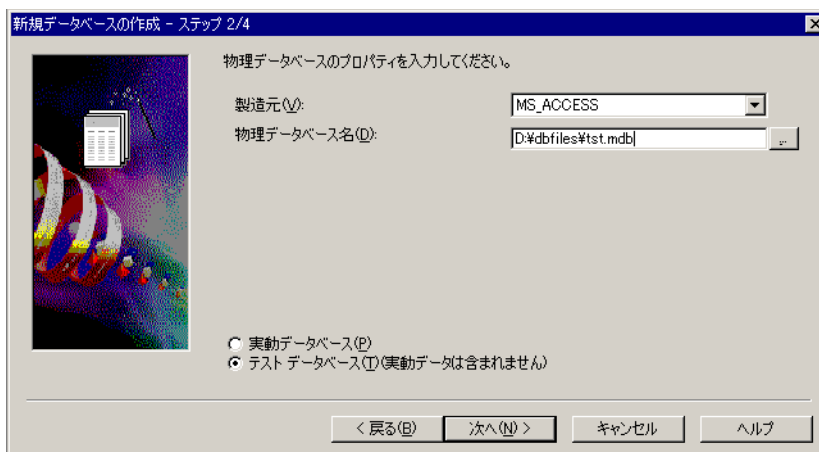 新規データベースの作成 - ステップ 2/4
物理データベースのプロパティを入力してください。
製造元(V):
MS_ACCESS
物理データベース名(D):
D:¥dbfiles¥tst.mdb
...
実動データベース(P)
テスト データベース(T)(実動データは含まれません)
< 戻る(B)
次へ(N) >
キャンセル
ヘルプ